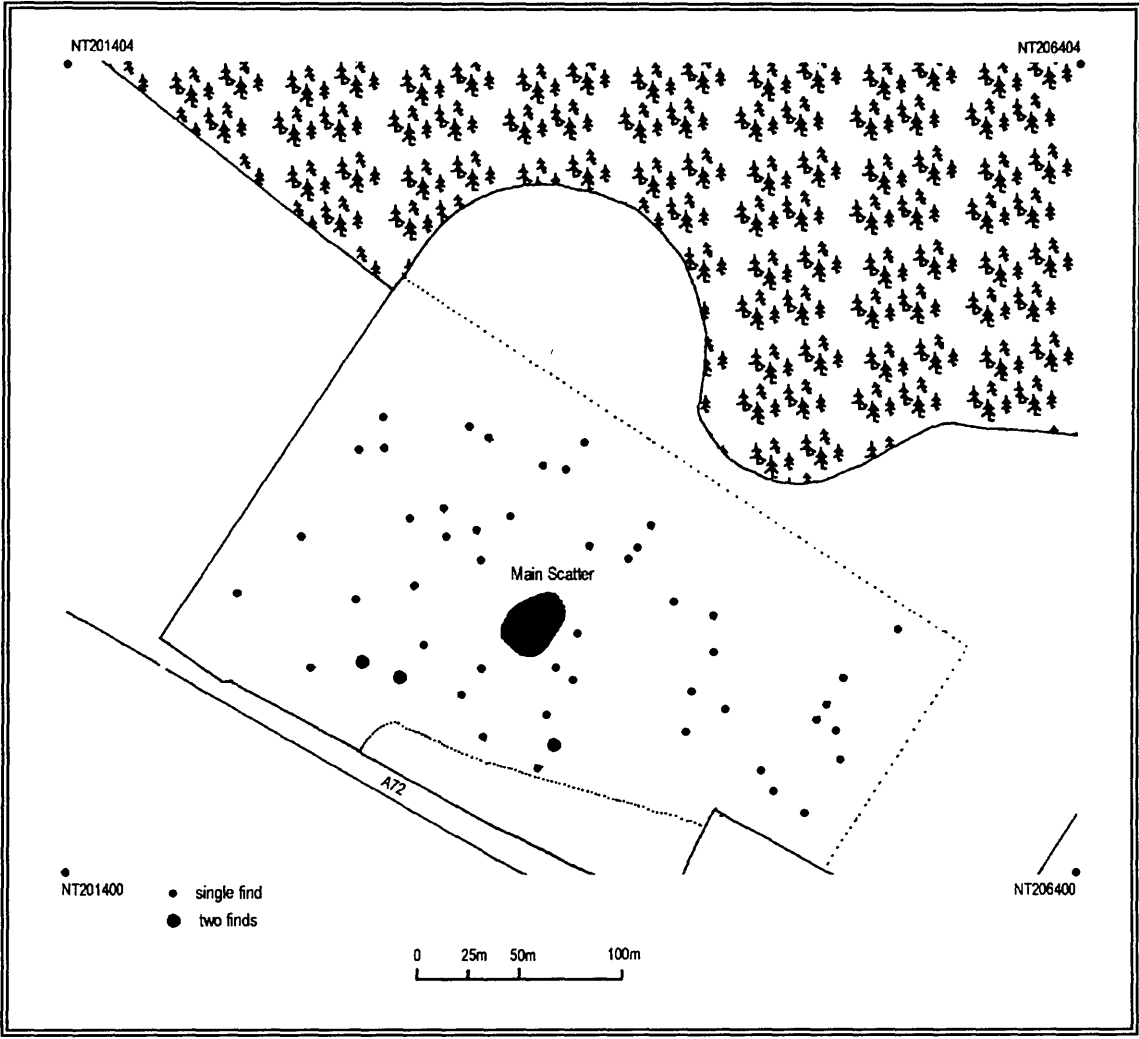 NT201404
NT206404
Main Scatter
A72
NT201400
NT206400
single find
two finds
0 25m 50m 100m